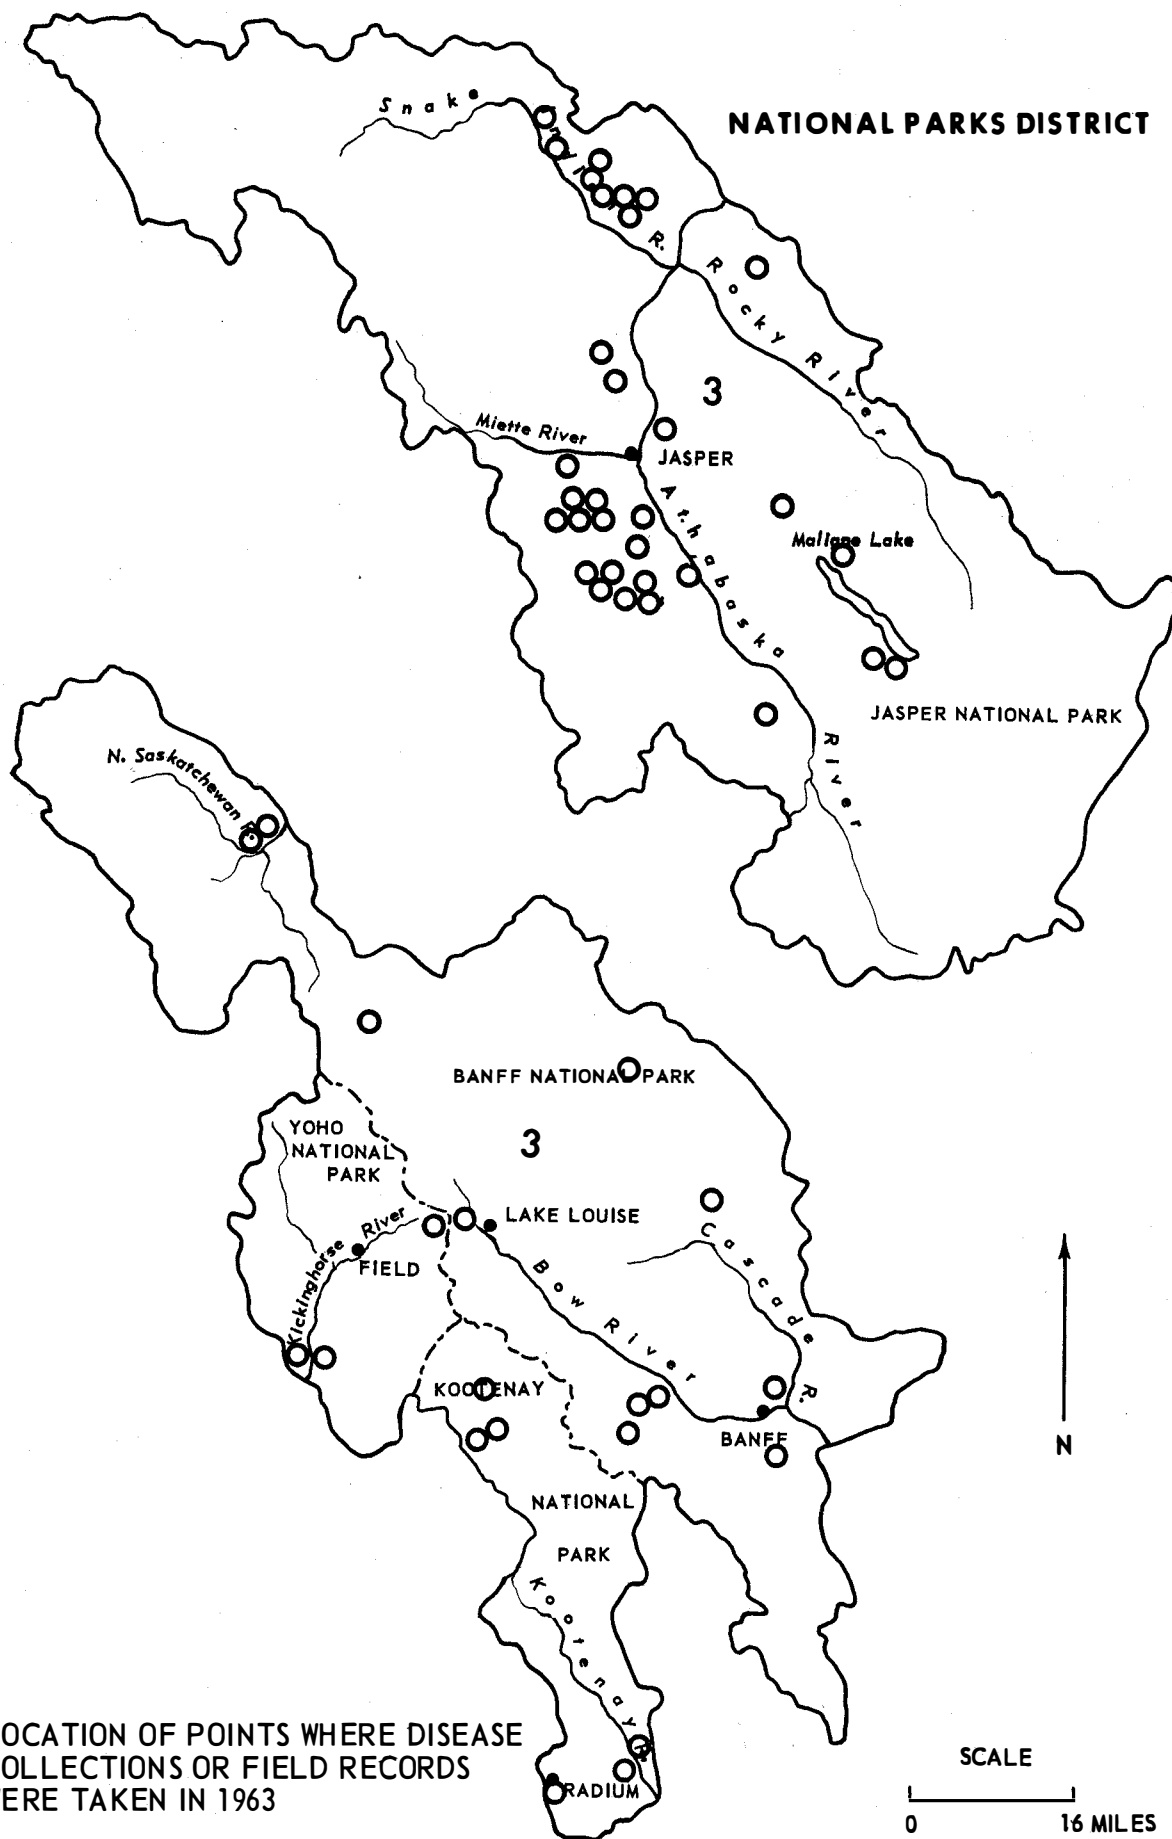 NATIONAL PARKS DISTRICT
Snake
R.
Rocky River
3
Miette River
JASPER
Athabaska River
Maligne Lake
JASPER NATIONAL PARK
N. Saskatchewan R.
BANFF NATIONAL PARK
3
YOHO
NATIONAL
PARK
Kickinghorse River
FIELD
LAKE LOUISE
Bow River
Cascade R.
BANFF
KOOTENAY
NATIONAL
PARK
Kootenay R.
RADIUM
N
OCATION OF POINTS WHERE DISEASE
OLLECTIONS OR FIELD RECORDS
ERE TAKEN IN 1963
SCALE
0 16 MILES